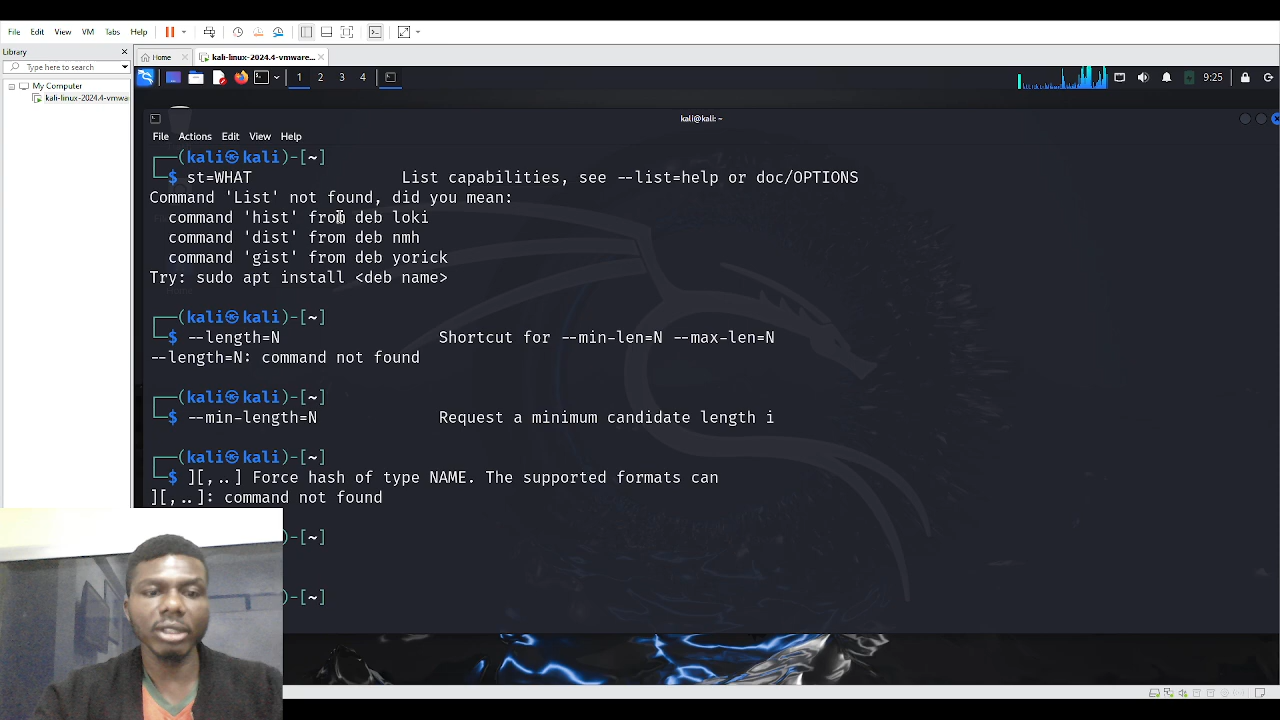 File Edit View VM Tabs Help
Library
Type here to search
My Computer
kali-linux-2024.4-vmwa
Home
kali-linux-2024.4-vmware...
1 2 3 4
9:25
kali@kali: ~
File Actions Edit View Help
┌──(kali㉿kali)-[~]
└─$ st=WHAT List capabilities, see --list=help or doc/OPTIONS
Command 'List' not found, did you mean:
command 'hist' from deb loki
command 'dist' from deb nmh
command 'gist' from deb yorick
Try: sudo apt install <deb name>
┌──(kali㉿kali)-[~]
└─$ --length=N Shortcut for --min-len=N --max-len=N
--length=N: command not found
┌──(kali㉿kali)-[~]
└─$ --min-length=N Request a minimum candidate length i
┌──(kali㉿kali)-[~]
└─$ ][,..] Force hash of type NAME. The supported formats can
][,..]: command not found
)-[~]
)-[~]